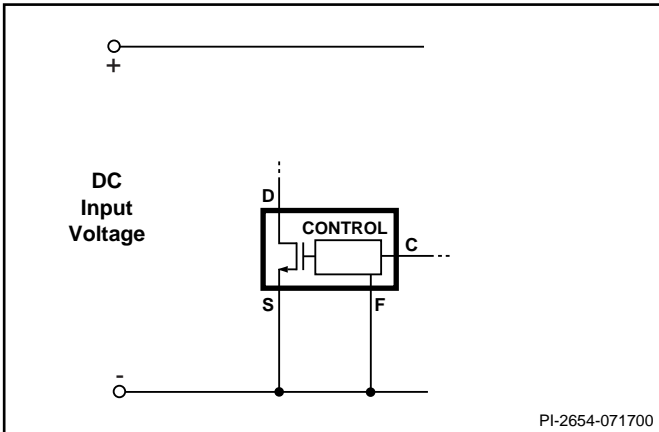 +
DC
Input
Voltage
D
CONTROL
C
S
F
-
PI-2654-071700